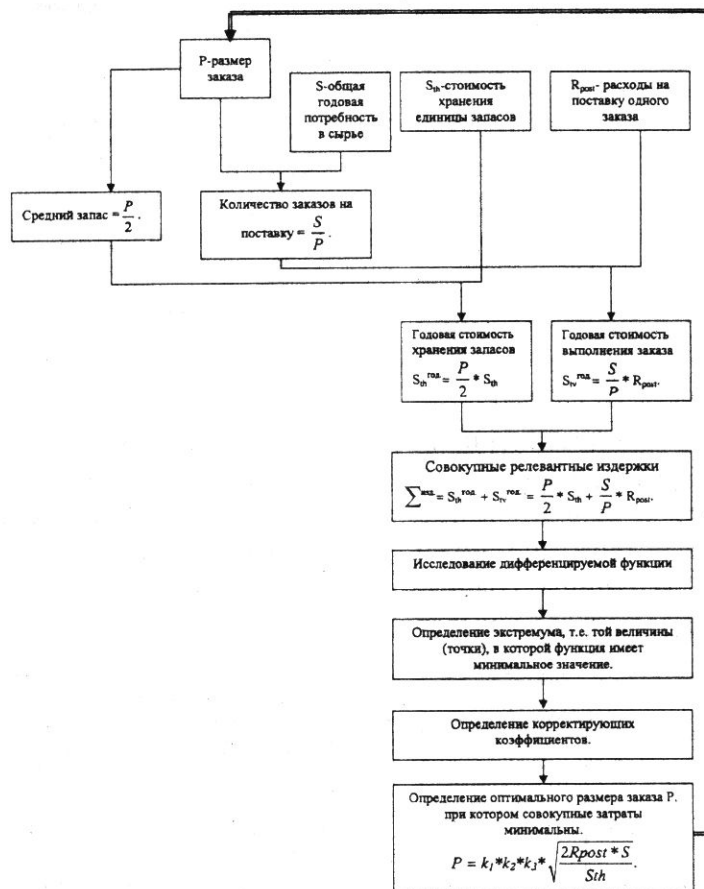 P-размер
заказа
S-общая
годовая
потребность
в сырье
S_th-стоимость
хранения
единицы запасов
R_post- расходы на
поставку одного
заказа
Средний запас = P/2 .
Количество заказов на
поставку = S/P .
Годовая стоимость
хранения запасов
S_th^год. = P/2 * S_th
Годовая стоимость
выполнения заказа
S_rv^год. = S/P * R_post.
Совокупные релевантные издержки
∑^изд. = S_th^год. + S_rv^год. = P/2 * S_th + S/P * R_post.
Исследование дифференцируемой функции
Определение экстремума, т.е. той величины
(точки), в которой функция имеет
минимальное значение.
Определение корректирующих
коэффициентов.
Определение оптимального размера заказа P.
при котором совокупные затраты
минимальны.
P = k₁*k₂*k₃*√(2Rpost * S / Sth) .